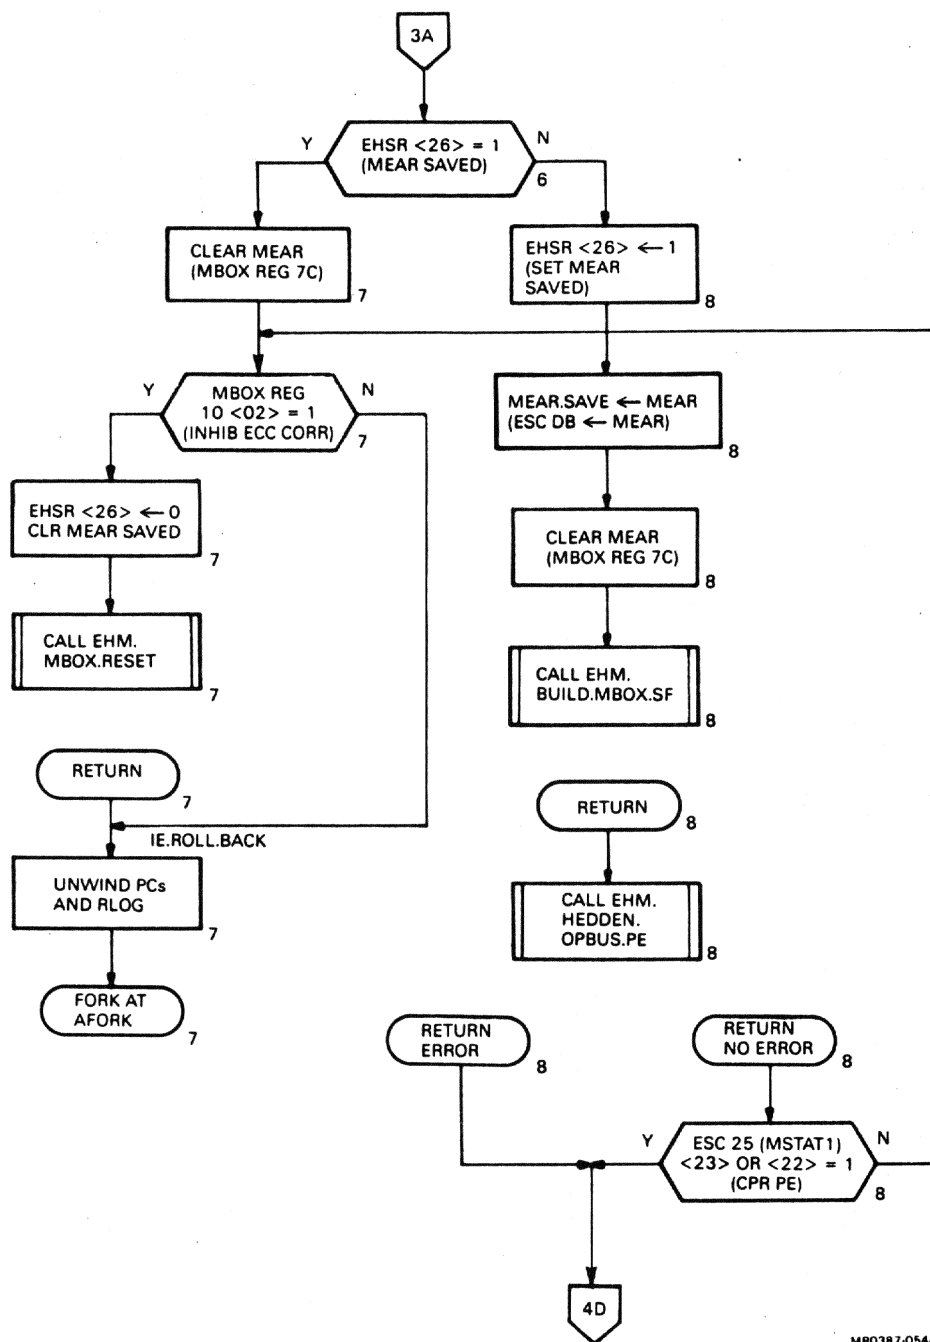 3A
Y
EHSR <26> = 1
(MEAR SAVED)
N
6
CLEAR MEAR
(MBOX REG 7C)
7
EHSR <26> ← 1
(SET MEAR
SAVED)
8
Y
MBOX REG
10 <02> = 1
(INHIB ECC CORR)
N
7
MEAR.SAVE ← MEAR
(ESC DB ← MEAR)
8
EHSR <26> ← 0
CLR MEAR SAVED
7
CLEAR MEAR
(MBOX REG 7C)
8
CALL EHM.
MBOX.RESET
7
CALL EHM.
BUILD.MBOX.SF
8
RETURN
7
RETURN
8
IE.ROLL.BACK
UNWIND PCs
AND RLOG
7
CALL EHM.
HEDDEN.
OPBUS.PE
8
FORK AT
AFORK
7
RETURN
ERROR
8
RETURN
NO ERROR
8
Y
ESC 25 (MSTAT1)
<23> OR <22> = 1
(CPR PE)
N
8
4D